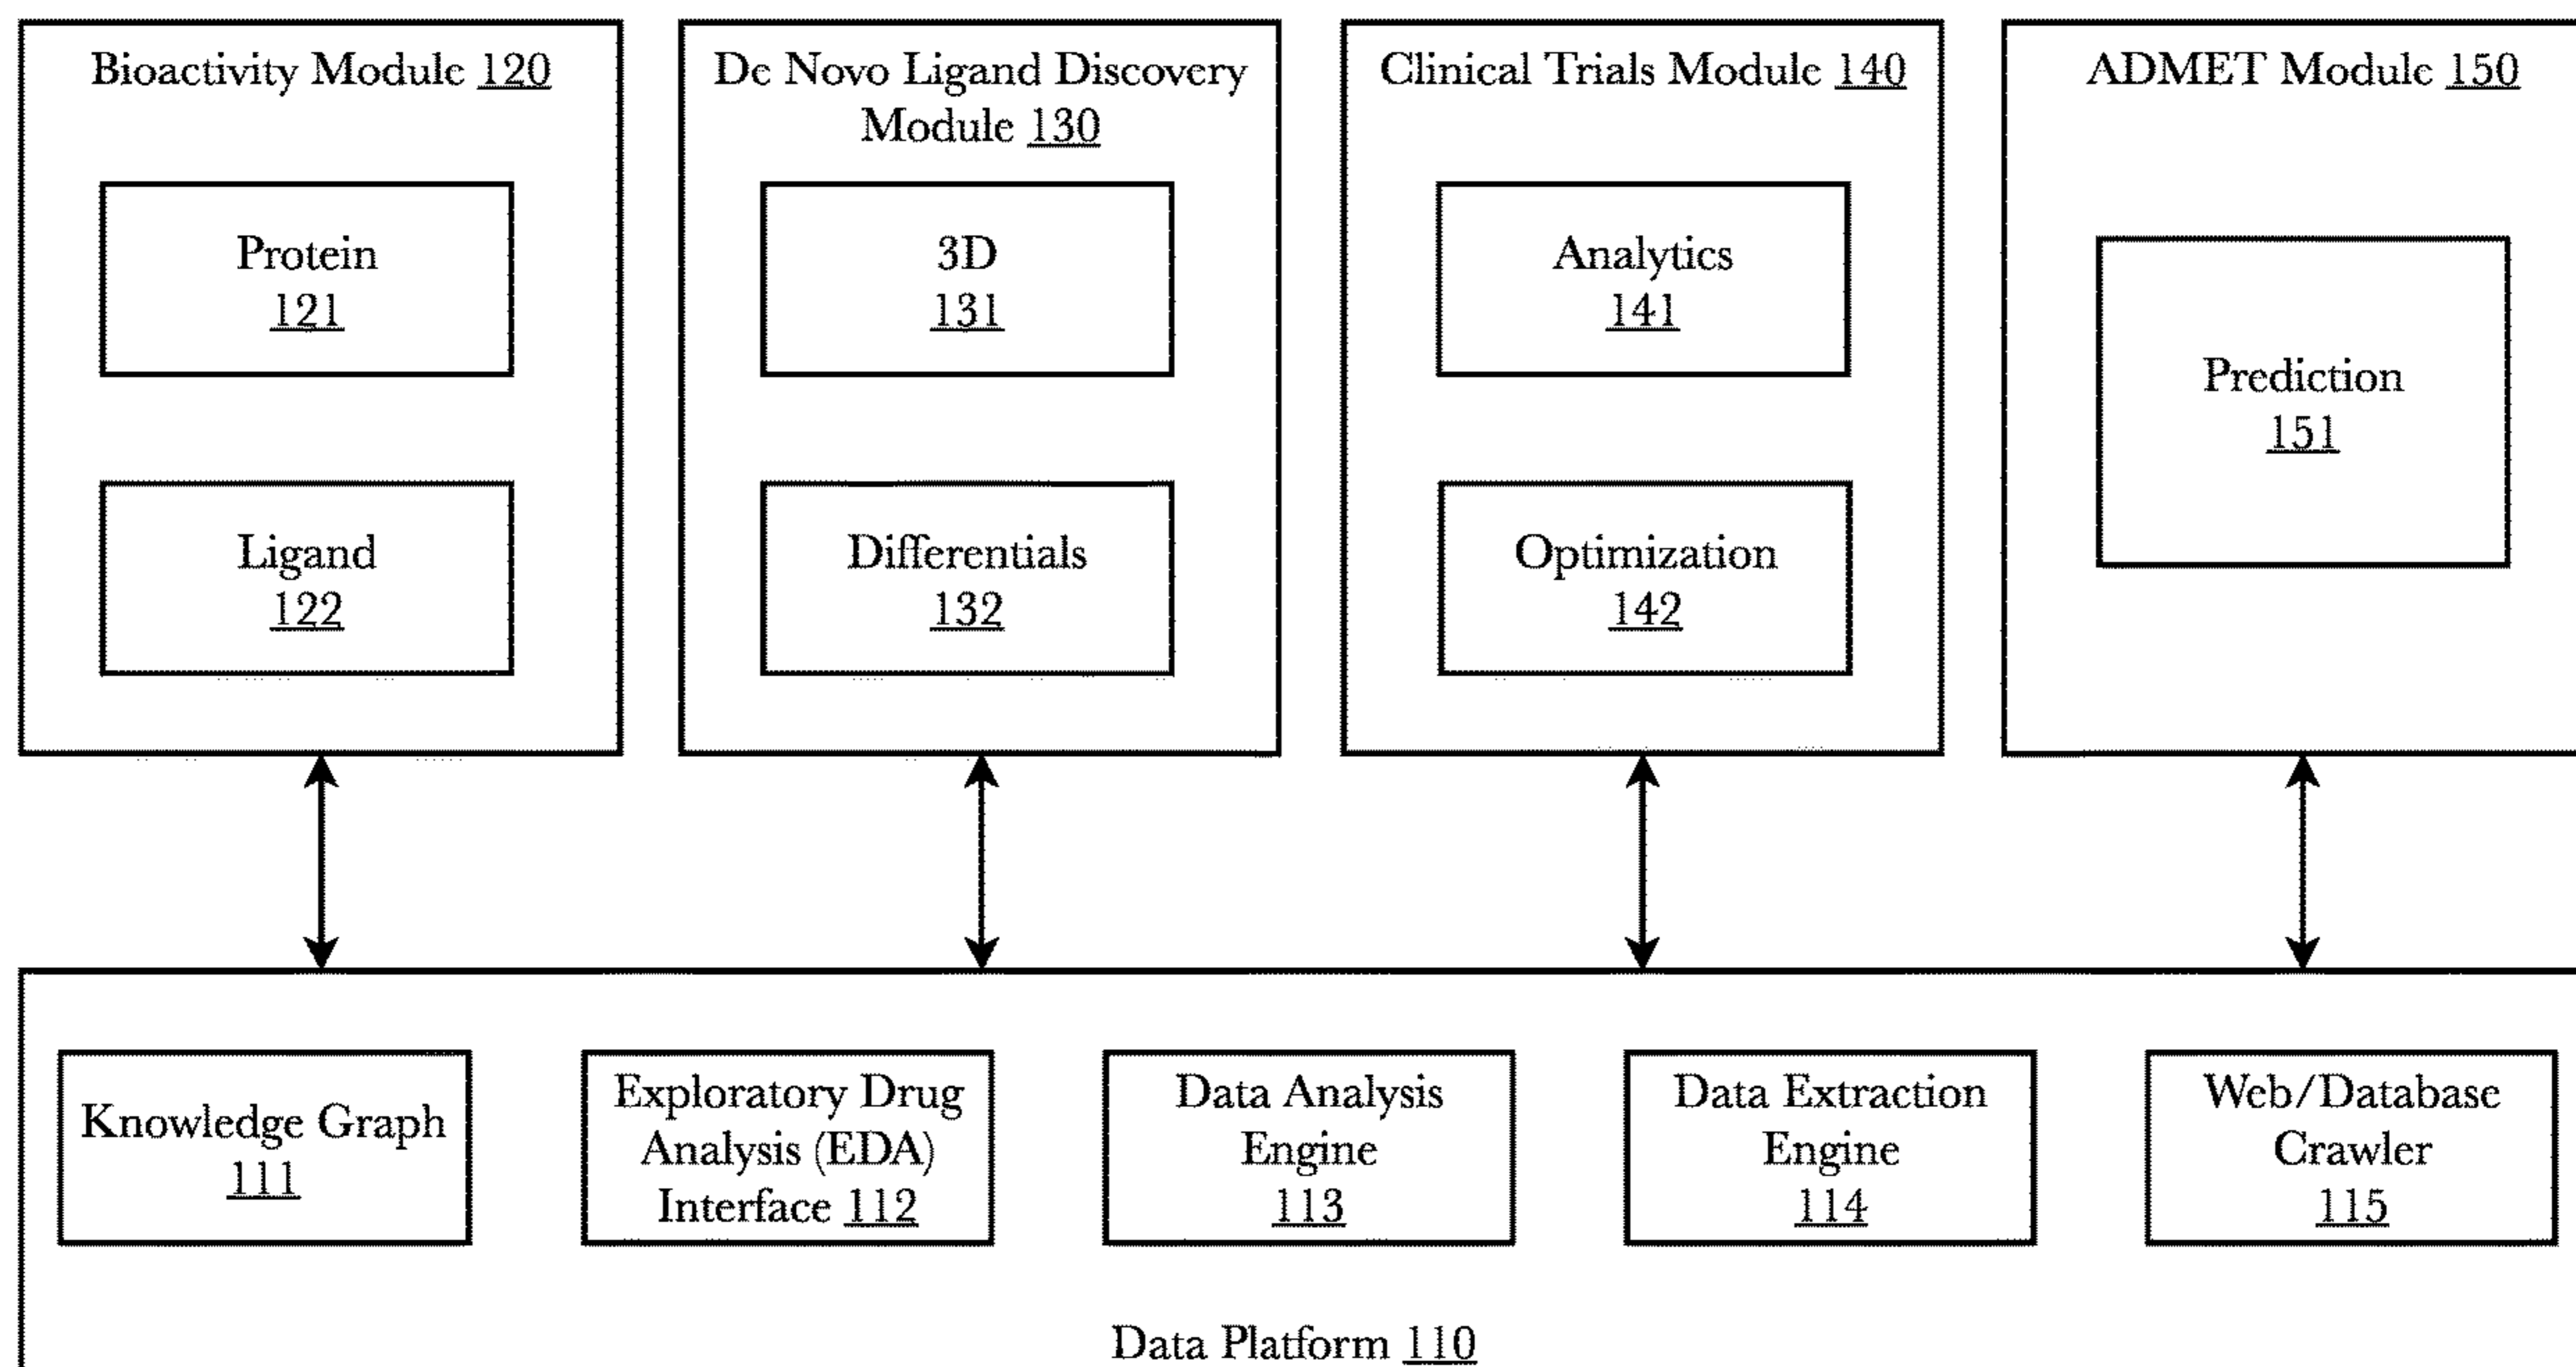 Bioactivity Module 120
Protein
121
Ligand
122
De Novo Ligand Discovery
Module 130
3D
131
Differentials
132
Clinical Trials Module 140
Analytics
141
Optimization
142
ADMET Module 150
Prediction
151
Knowledge Graph
111
Exploratory Drug
Analysis (EDA)
Interface 112
Data Analysis
Engine
113
Data Extraction
Engine
114
Web/Database
Crawler
115
Data Platform 110